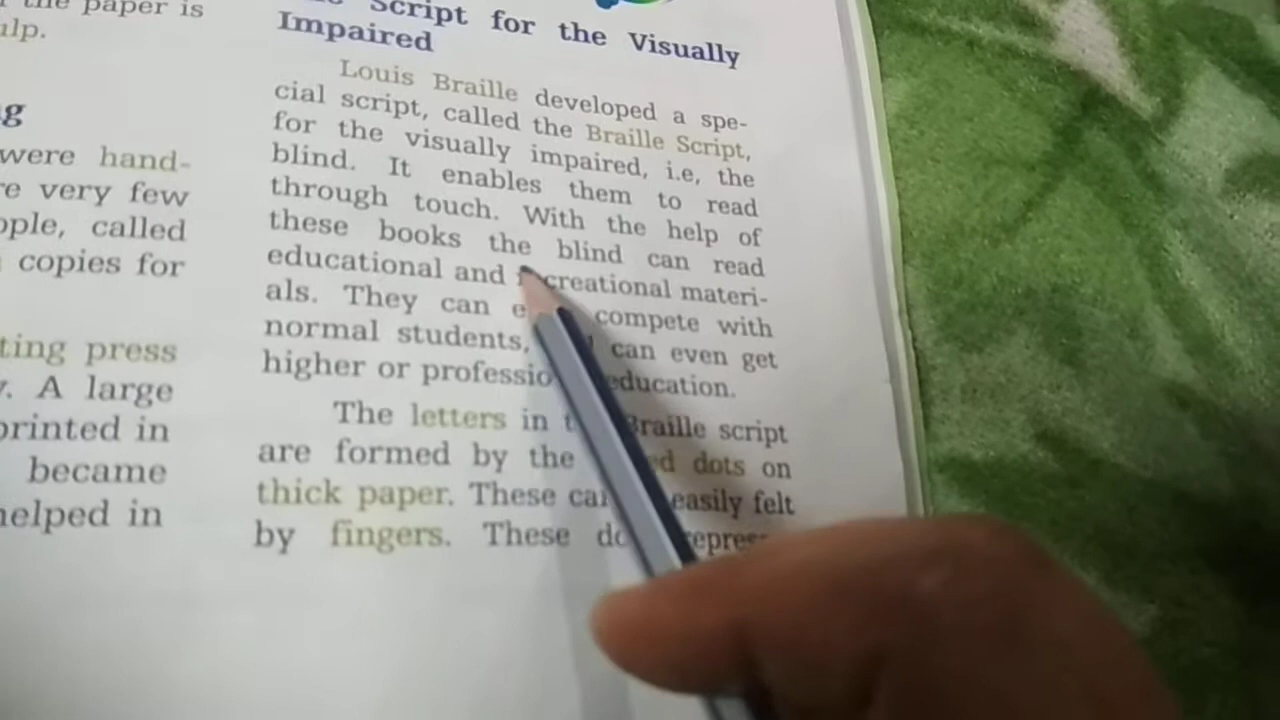 the paper is
ulp.
g
were hand-
re very few
ople, called
copies for
ting press
y. A large
printed in
became
helped in
Script for the Visually
Impaired
Louis Braille developed a spe-
cial script, called the Braille Script,
for the visually impaired, i.e, the
blind. It enables them to read
through touch. With the help of
these books the blind can read
educational and recreational materi-
als. They can compete with
normal students, can even get
higher or professio education.
The letters in Braille script
are formed by the dots on
thick paper. These can easily felt
by fingers. These